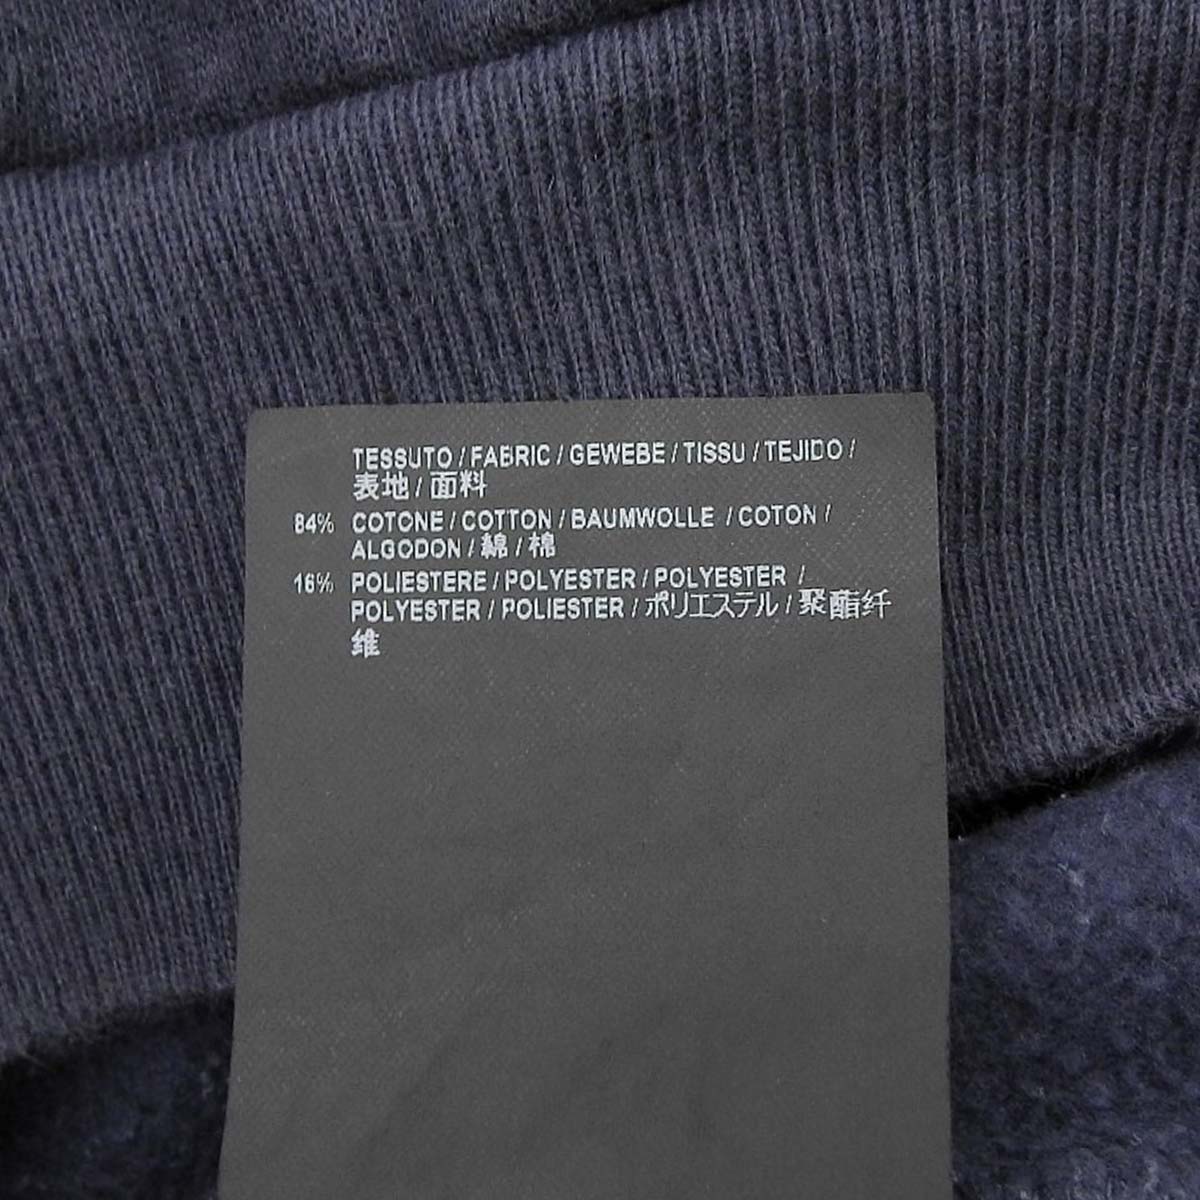 TESSUTO / FABRIC / GEWEBE / TISSU / TEJIDO /
表地 / 面料
84% COTONE / COTTON / BAUMWOLLE / COTON /
ALGODON / 綿 / 棉
16% POLIESTERE / POLYESTER / POLYESTER /
POLYESTER / POLIESTER / ポリエステル / 聚酯纤
维